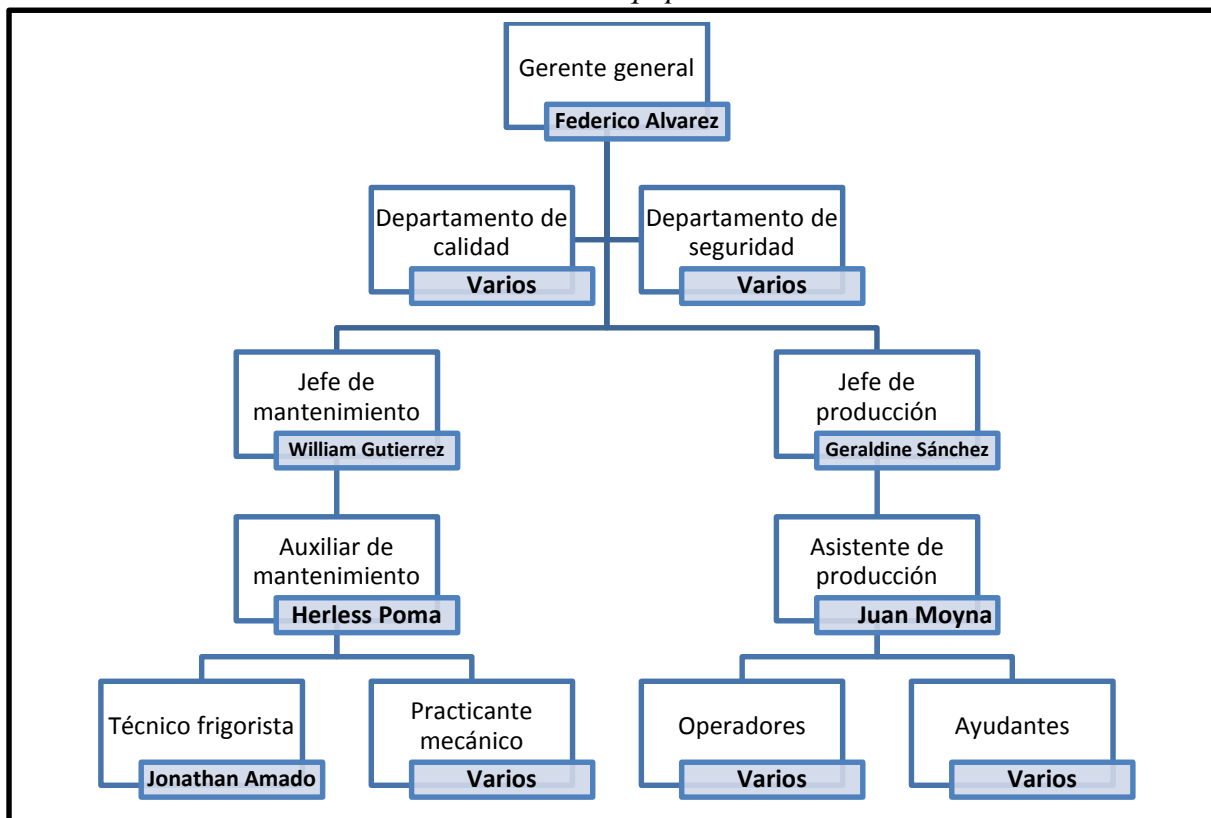 Gerente general
Federico Alvarez
Departamento de
calidad
Varios
Departamento de
seguridad
Varios
Jefe de
mantenimiento
William Gutierrez
Jefe de
producción
Geraldine Sánchez
Auxiliar de
mantenimiento
Herless Poma
Asistente de
producción
Juan Moyna
Técnico frigorista
Jonathan Amado
Practicante
mecánico
Varios
Operadores
Varios
Ayudantes
Varios